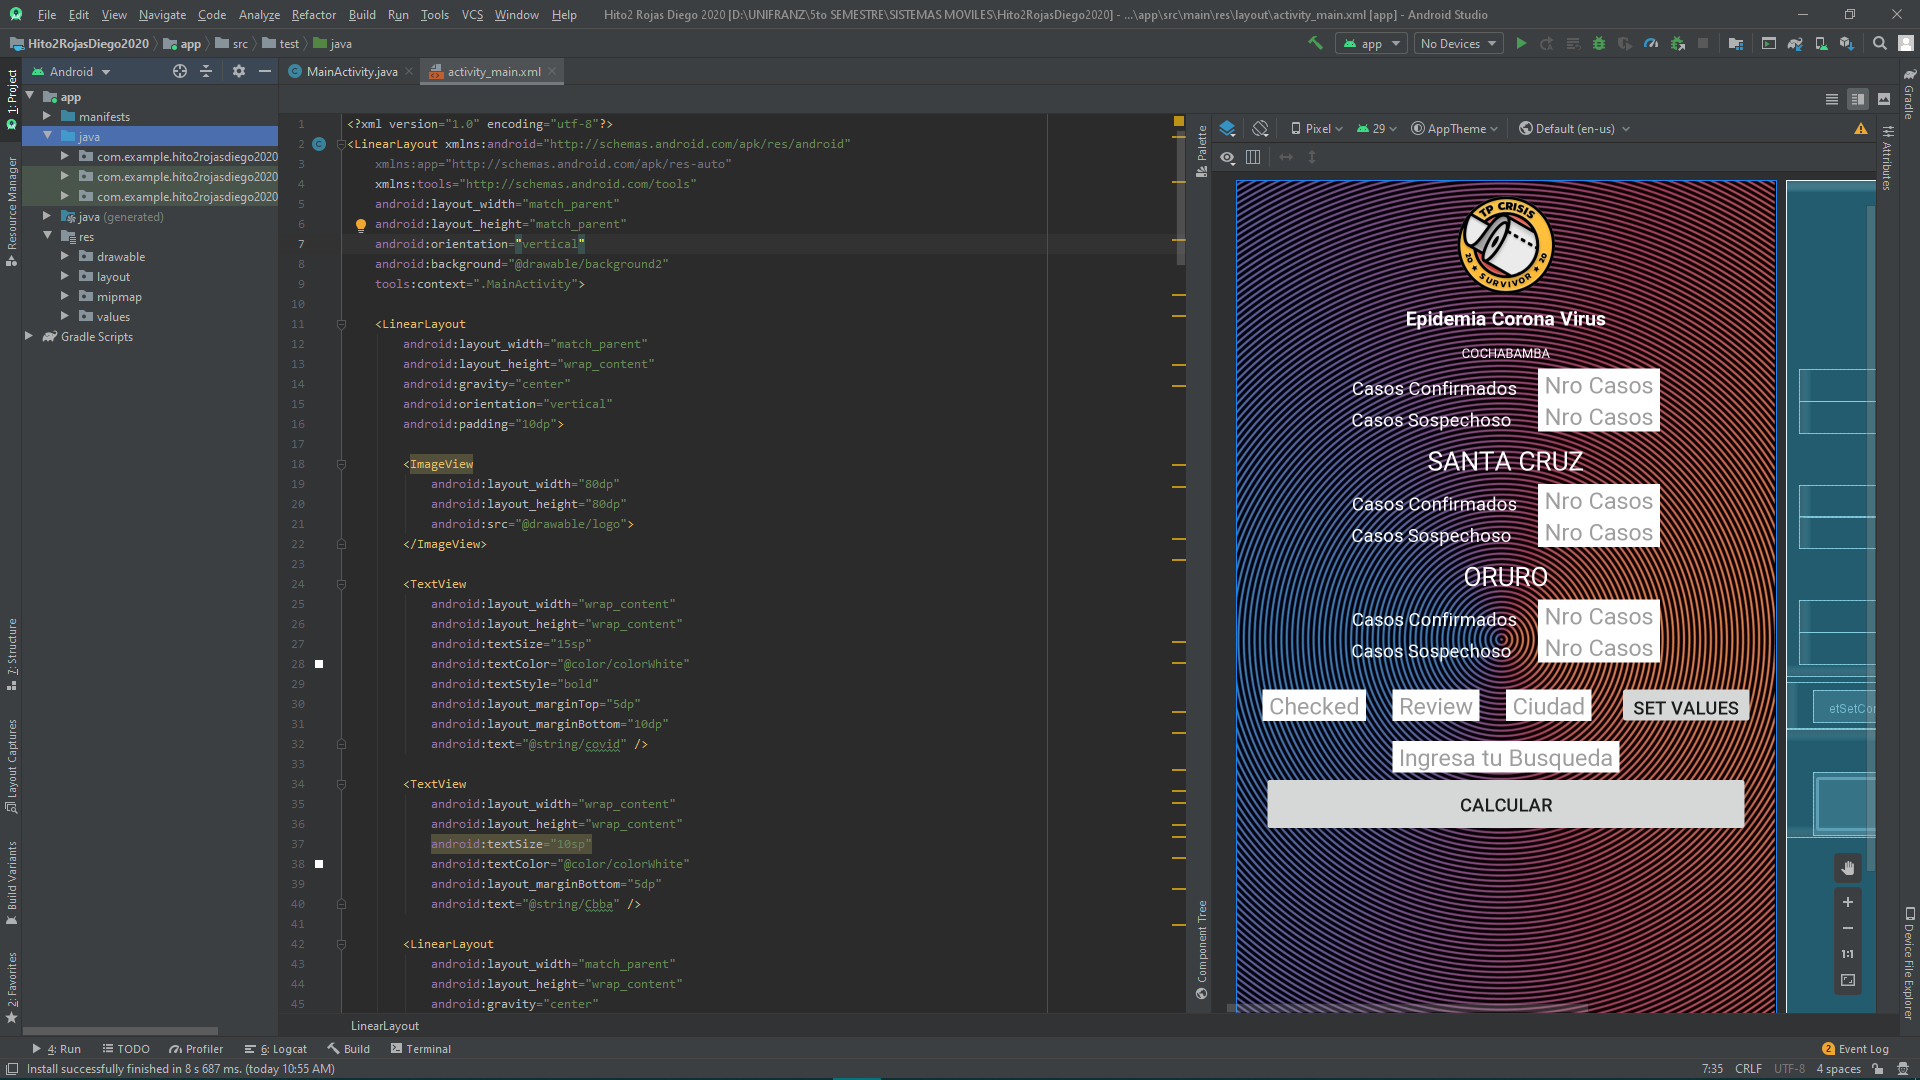 File Edit View Navigate Code Analyze Refactor Build Run Tools VCS Window Help Hito2 Rojas Diego 2020 [D:\UNIFRANZ\5to SEMESTRE\SISTEMAS MOVILES\Hito2RojasDiego2020] - ...\app\src\main\res\layout\activity_main.xml [app] - Android Studio
Hito2RojasDiego2020 app src test java app No Devices
Android MainActivity.java activity_main.xml
1: Project
Resource Manager
7: Structure
Layout Captures
Build Variants
2: Favorites
app
manifests
java
com.example.hito2rojasdiego2020
com.example.hito2rojasdiego2020
com.example.hito2rojasdiego2020
java (generated)
res
drawable
layout
mipmap
values
Gradle Scripts
1 <?xml version="1.0" encoding="utf-8"?>
2 <LinearLayout xmlns:android="http://schemas.android.com/apk/res/android"
3 xmlns:app="http://schemas.android.com/apk/res-auto"
4 xmlns:tools="http://schemas.android.com/tools"
5 android:layout_width="match_parent"
6 android:layout_height="match_parent"
7 android:orientation="vertical"
8 android:background="@drawable/background2"
9 tools:context=".MainActivity">
10
11 <LinearLayout
12 android:layout_width="match_parent"
13 android:layout_height="wrap_content"
14 android:gravity="center"
15 android:orientation="vertical"
16 android:padding="10dp">
17
18 <ImageView
19 android:layout_width="80dp"
20 android:layout_height="80dp"
21 android:src="@drawable/logo">
22 </ImageView>
23
24 <TextView
25 android:layout_width="wrap_content"
26 android:layout_height="wrap_content"
27 android:textSize="15sp"
28 android:textColor="@color/colorWhite"
29 android:textStyle="bold"
30 android:layout_marginTop="5dp"
31 android:layout_marginBottom="10dp"
32 android:text="@string/covid" />
33
34 <TextView
35 android:layout_width="wrap_content"
36 android:layout_height="wrap_content"
37 android:textSize="10sp"
38 android:textColor="@color/colorWhite"
39 android:layout_marginBottom="5dp"
40 android:text="@string/Cbba" />
41
42 <LinearLayout
43 android:layout_width="match_parent"
44 android:layout_height="wrap_content"
45 android:gravity="center"
LinearLayout
Palette
Component Tree
Pixel 29 AppTheme Default (en-us)
TP CRISIS
20 SURVIVOR 20
Epidemia Corona Virus
COCHABAMBA
Casos Confirmados Nro Casos
Casos Sospechoso Nro Casos
SANTA CRUZ
Casos Confirmados Nro Casos
Casos Sospechoso Nro Casos
ORURO
Casos Confirmados Nro Casos
Casos Sospechoso Nro Casos
Checked Review Ciudad SET VALUES
Ingresa tu Busqueda
CALCULAR
etSetCor
1:1
Gradle
Attributes
Device File Explorer
4: Run TODO Profiler 6: Logcat Build Terminal 2 Event Log
Install successfully finished in 8 s 687 ms. (today 10:55 AM) 7:35 CRLF UTF-8 4 spaces